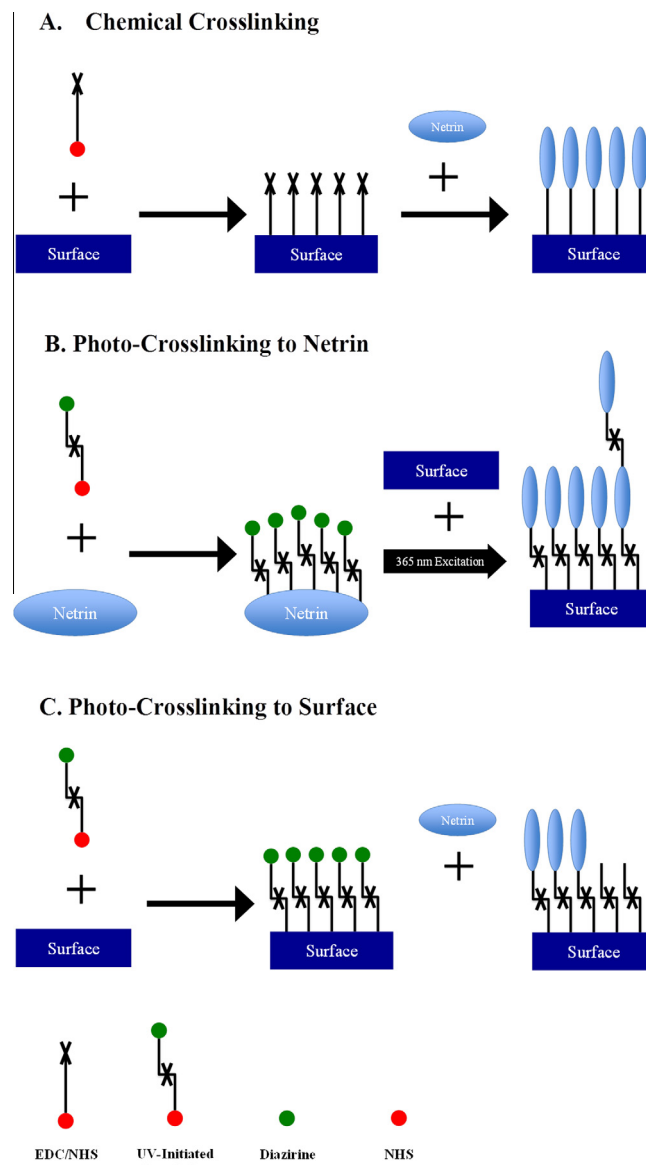 A. Chemical Crosslinking
Netrin
Surface
Surface
Surface
B. Photo-Crosslinking to Netrin
Surface
365 nm Excitation
Netrin
Netrin
Surface
C. Photo-Crosslinking to Surface
Netrin
Surface
Surface
Surface
EDC/NHS
UV-Initiated
Diazirine
NHS